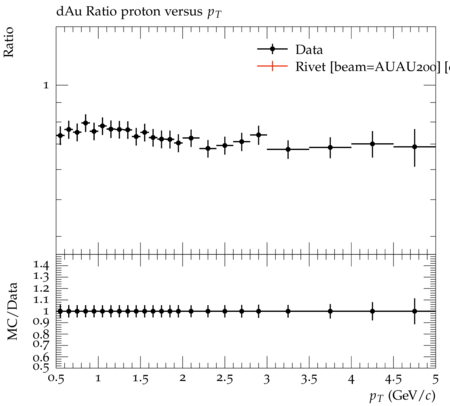 dAu Ratio proton versus pT
Ratio
Data
Rivet [beam=AUAU200] [
1
MC/Data
1.4
1.3
1.2
1.1
1
0.9
0.8
0.7
0.6
0.5
0.5 1 1.5 2 2.5 3 3.5 4 4.5 5
pT (GeV/c)